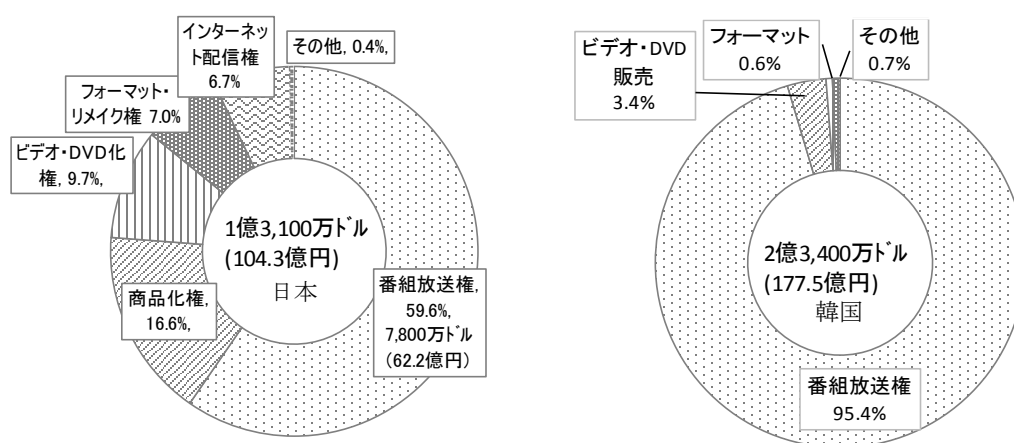 インターネッ
ト配信権
6.7%
その他, 0.4%,
フォーマット・
リメイク権 7.0%
ビデオ・DVD化
権, 9.7%,
商品化権,
16.6%,
1億3,100万ドル
(104.3億円)
日本
番組放送権,
59.6%,
7,800万ドル
(62.2億円)
ビデオ・DVD
販売
3.4%
フォーマット
0.6%
その他
0.7%
2億3,400万ドル
(177.5億円)
韓国
番組放送権
95.4%